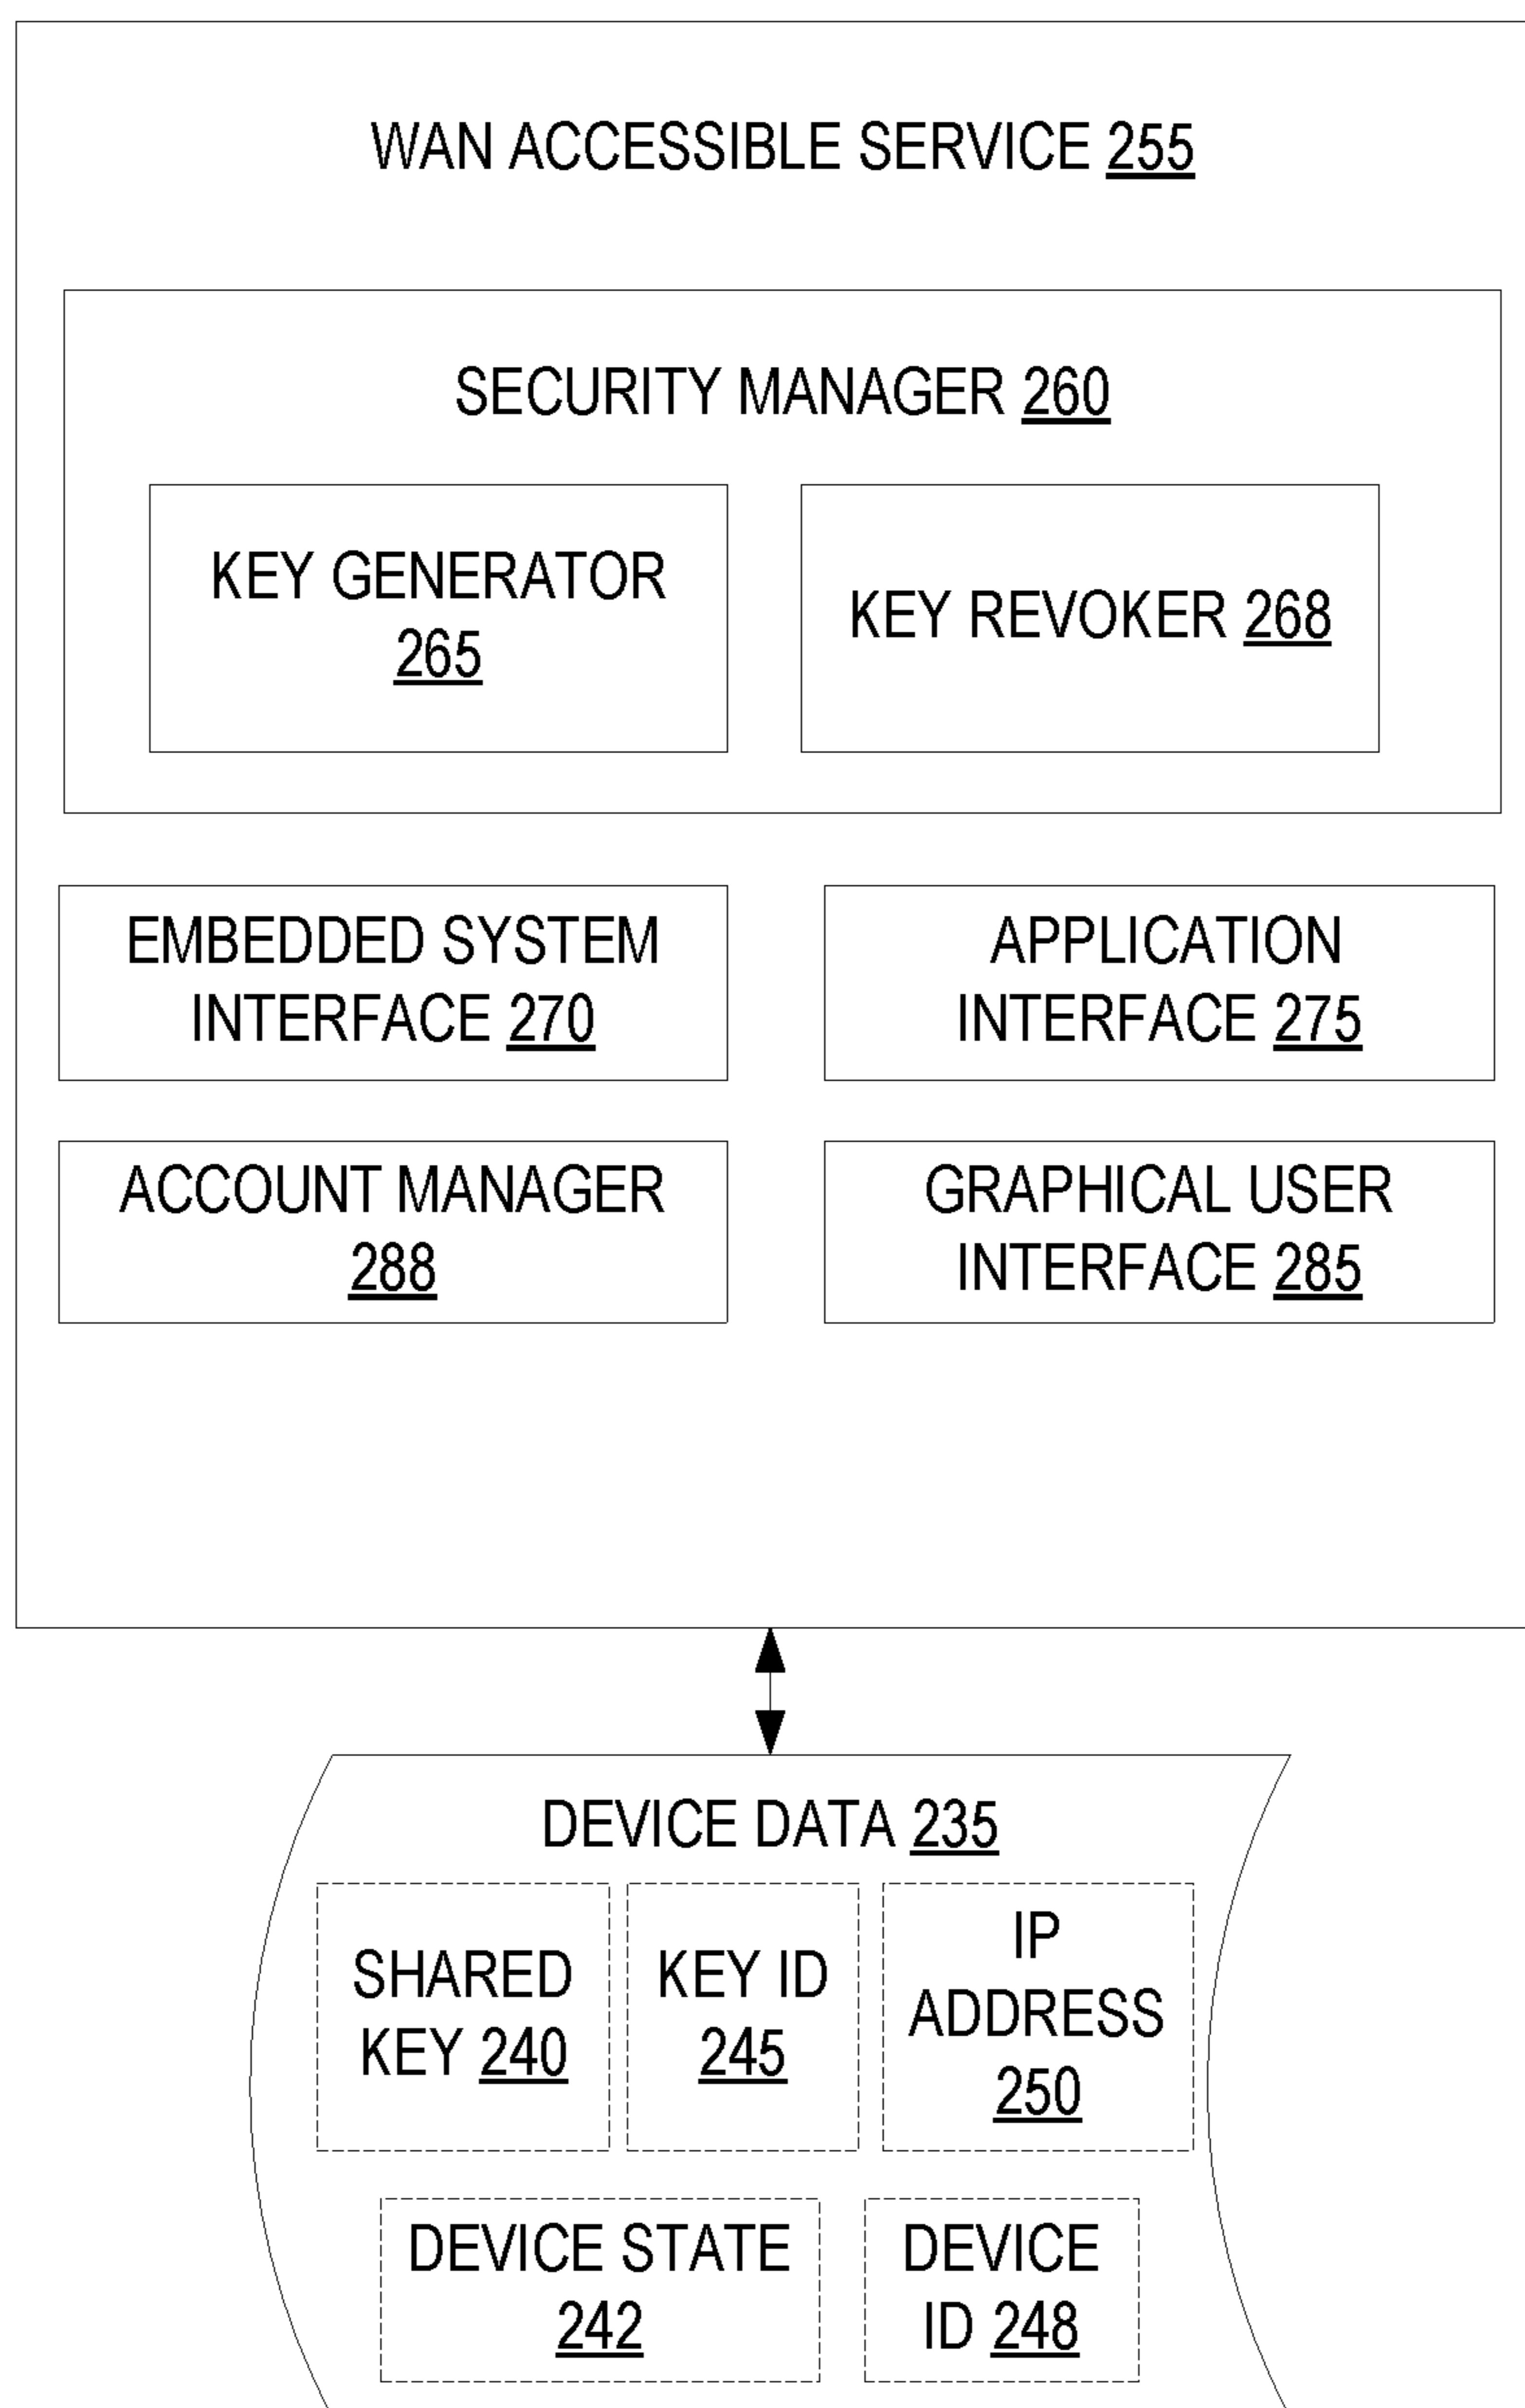 WAN ACCESSIBLE SERVICE 255
SECURITY MANAGER 260
KEY GENERATOR
265
KEY REVOKER 268
EMBEDDED SYSTEM
INTERFACE 270
APPLICATION
INTERFACE 275
ACCOUNT MANAGER
288
GRAPHICAL USER
INTERFACE 285
DEVICE DATA 235
SHARED
KEY 240
KEY ID
245
IP
ADDRESS
250
DEVICE STATE
242
DEVICE
ID 248